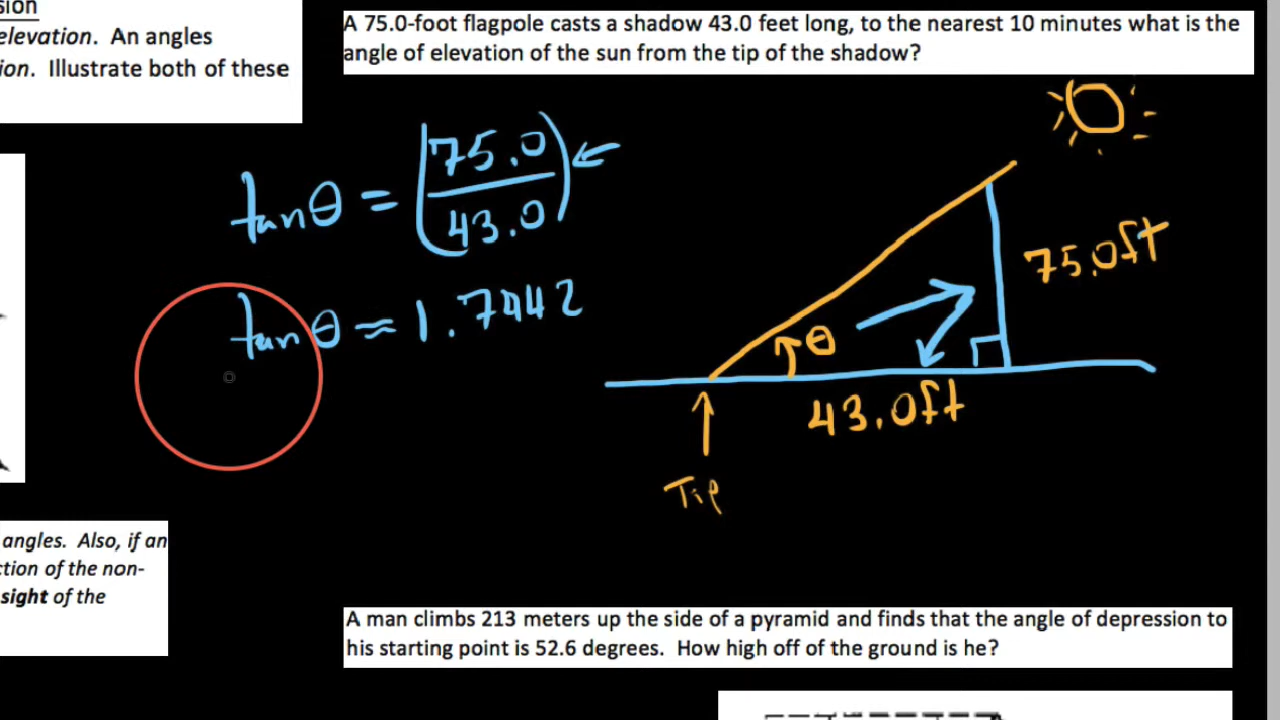 sion
elevation. An angles
ion. Illustrate both of these
A 75.0-foot flagpole casts a shadow 43.0 feet long, to the nearest 10 minutes what is the
angle of elevation of the sun from the tip of the shadow?
tanθ = (75.0/43.0)
tanθ ≈ 1.7442
75.0ft
θ
43.0ft
Tip
angles. Also, if an
ction of the non-
sight of the
A man climbs 213 meters up the side of a pyramid and finds that the angle of depression to
his starting point is 52.6 degrees. How high off of the ground is he?